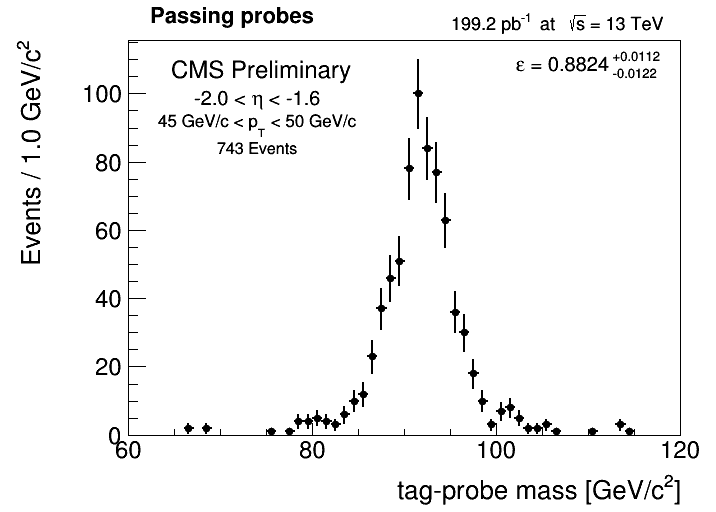 Passing probes
199.2 pb⁻¹ at √s = 13 TeV
CMS Preliminary
ε = 0.8824 +0.0112 -0.0122
-2.0 < η < -1.6
45 GeV/c < p_T < 50 GeV/c
743 Events
Events / 1.0 GeV/c²
100
80
60
40
20
0
60 80 100 120
tag-probe mass [GeV/c²]